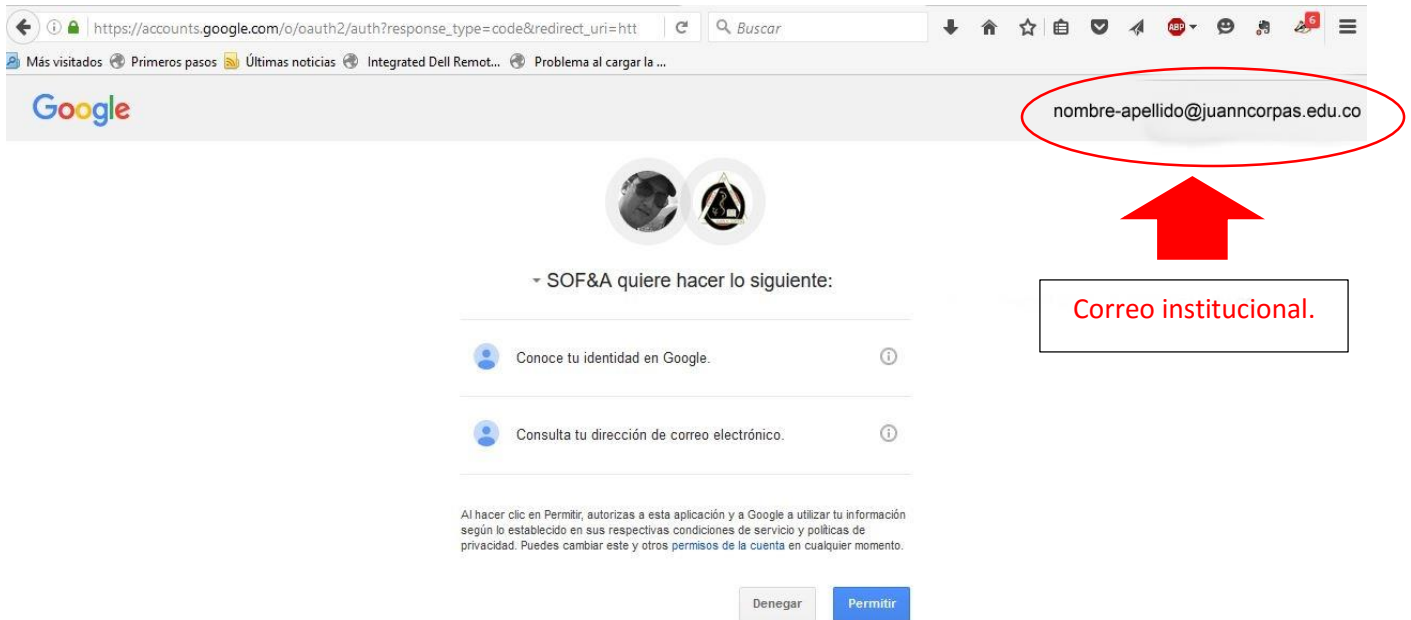 https://accounts.google.com/o/oauth2/auth?response_type=code&redirect_uri=htt
Buscar
ABP
6
Más visitados Primeros pasos Últimas noticias Integrated Dell Remot... Problema al cargar la ...
Google
nombre-apellido@juanncorpas.edu.co
SOF&A quiere hacer lo siguiente:
Correo institucional.
Conoce tu identidad en Google.
Consulta tu dirección de correo electrónico.
Al hacer clic en Permitir, autorizas a esta aplicación y a Google a utilizar tu información
según lo establecido en sus respectivas condiciones de servicio y políticas de
privacidad. Puedes cambiar este y otros permisos de la cuenta en cualquier momento.
Denegar Permitir